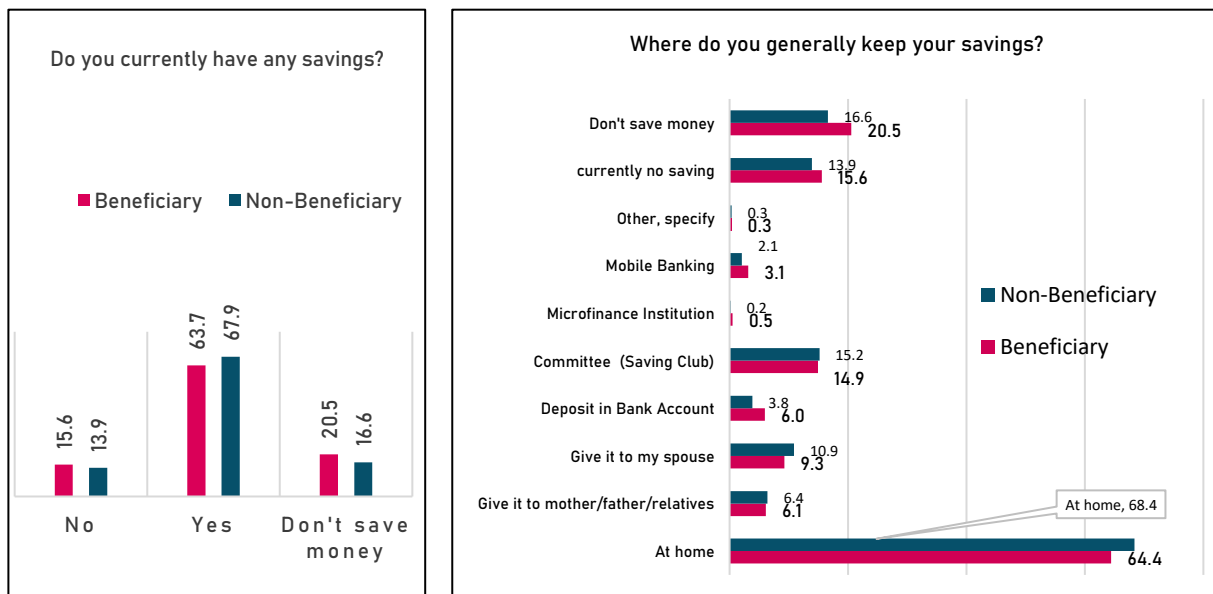 Do you currently have any savings?
Beneficiary
Non-Beneficiary
15.6
13.9
63.7
67.9
20.5
16.6
No
Yes
Don't save
money
Where do you generally keep your savings?
Don't save money
16.6
20.5
currently no saving
13.9
15.6
Other, specify
0.3
0.3
Mobile Banking
2.1
3.1
Microfinance Institution
0.2
0.5
Committee (Saving Club)
15.2
14.9
Deposit in Bank Account
3.8
6.0
Give it to my spouse
10.9
9.3
Give it to mother/father/relatives
6.4
6.1
At home
At home, 68.4
64.4
Non-Beneficiary
Beneficiary